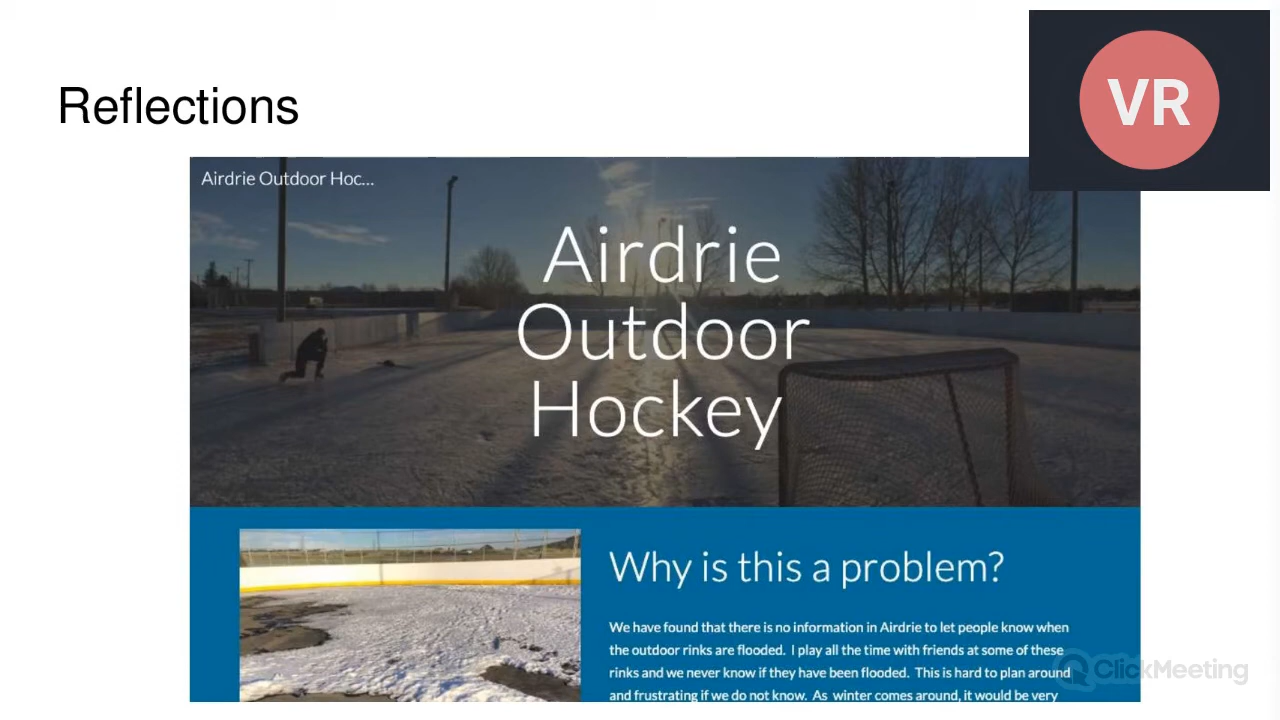 Reflections
VR
Airdrie Outdoor Hoc...
Airdrie
Outdoor
Hockey
Why is this a problem?
We have found that there is no information in Airdrie to let people know when
the outdoor rinks are flooded. I play all the time with friends at some of these
rinks and we never know if they have been flooded. This is hard to plan around
and frustrating if we do not know. As winter comes around, it would be very
ClickMeeting